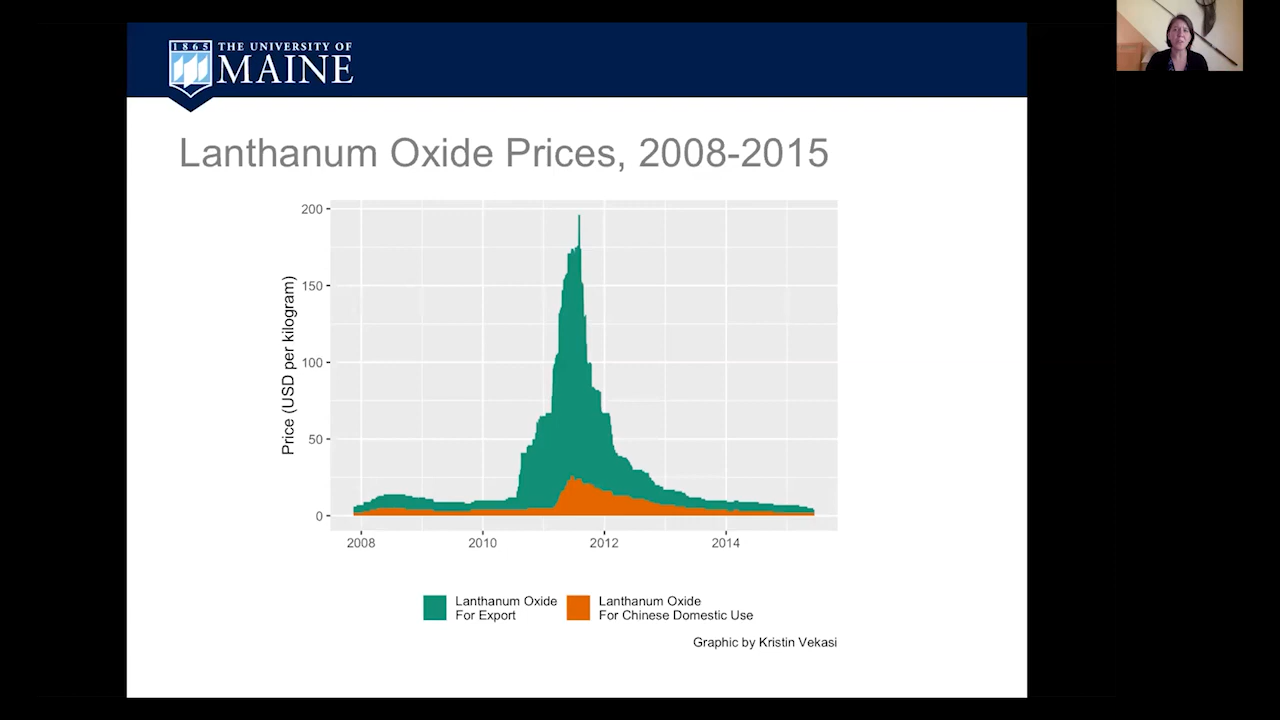 1865
THE UNIVERSITY OF
MAINE
Lanthanum Oxide Prices, 2008-2015
Price (USD per kilogram)
200
150
100
50
0
2008 2010 2012 2014
Lanthanum Oxide
For Export
Lanthanum Oxide
For Chinese Domestic Use
Graphic by Kristin Vekasi